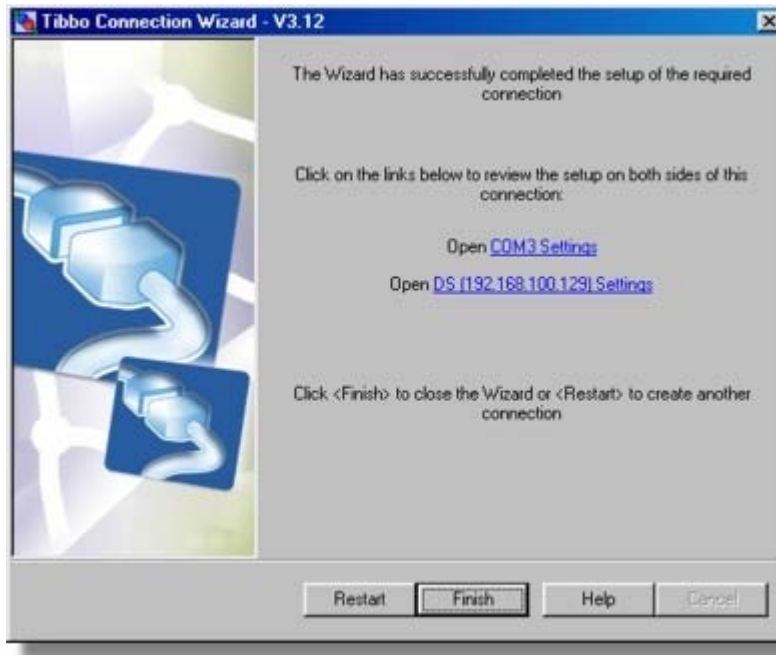 Tibbo Connection Wizard - V3.12
The Wizard has successfully completed the setup of the required
connection
Click on the links below to review the setup on both sides of this
connection:
Open COM3 Settings
Open DS (192.168.100.129) Settings
Click <Finish> to close the Wizard or <Restart> to create another
connection
Restart Finish Help Cancel